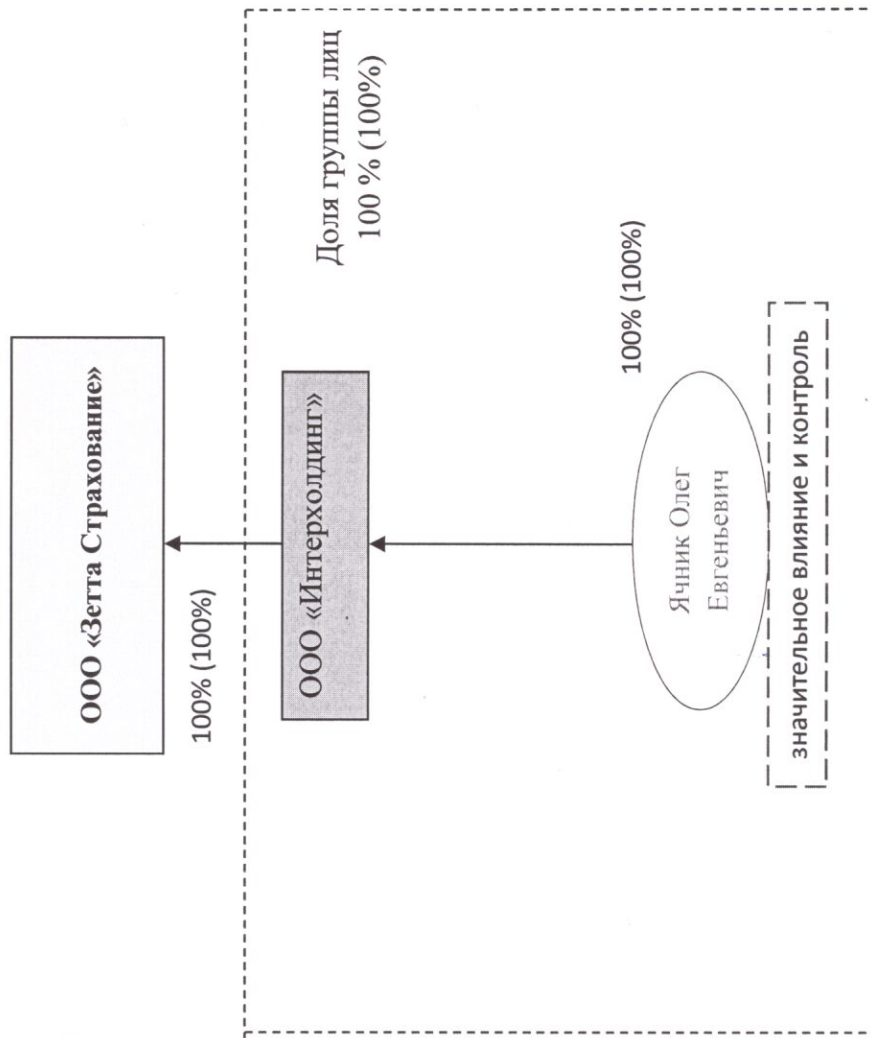 ООО «Зетта Страхование»
100% (100%)
ООО «Интерхолдинг»
Доля группы лиц
100 % (100%)
100% (100%)
Ячник Олег
Евгеньевич
значительное влияние и контроль